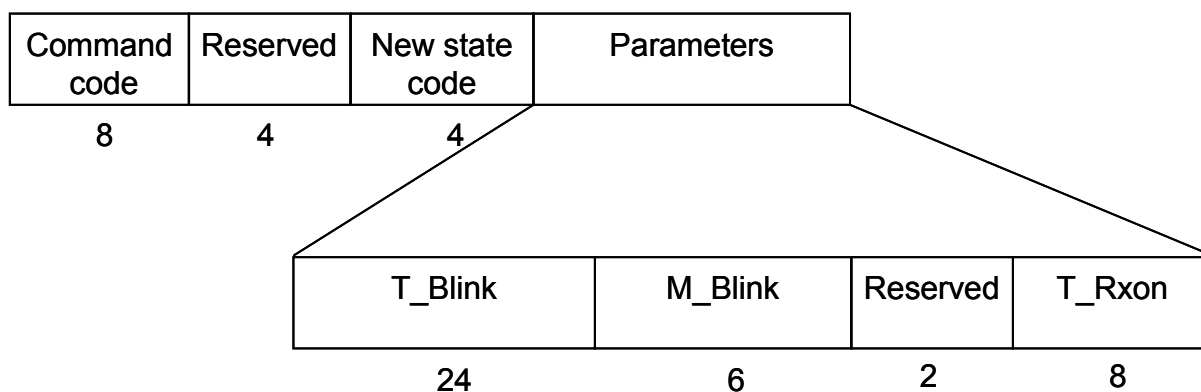 Command
code
Reserved
New state
code
Parameters
8
4
4
T_Blink
M_Blink
Reserved
T_Rxon
24
6
2
8